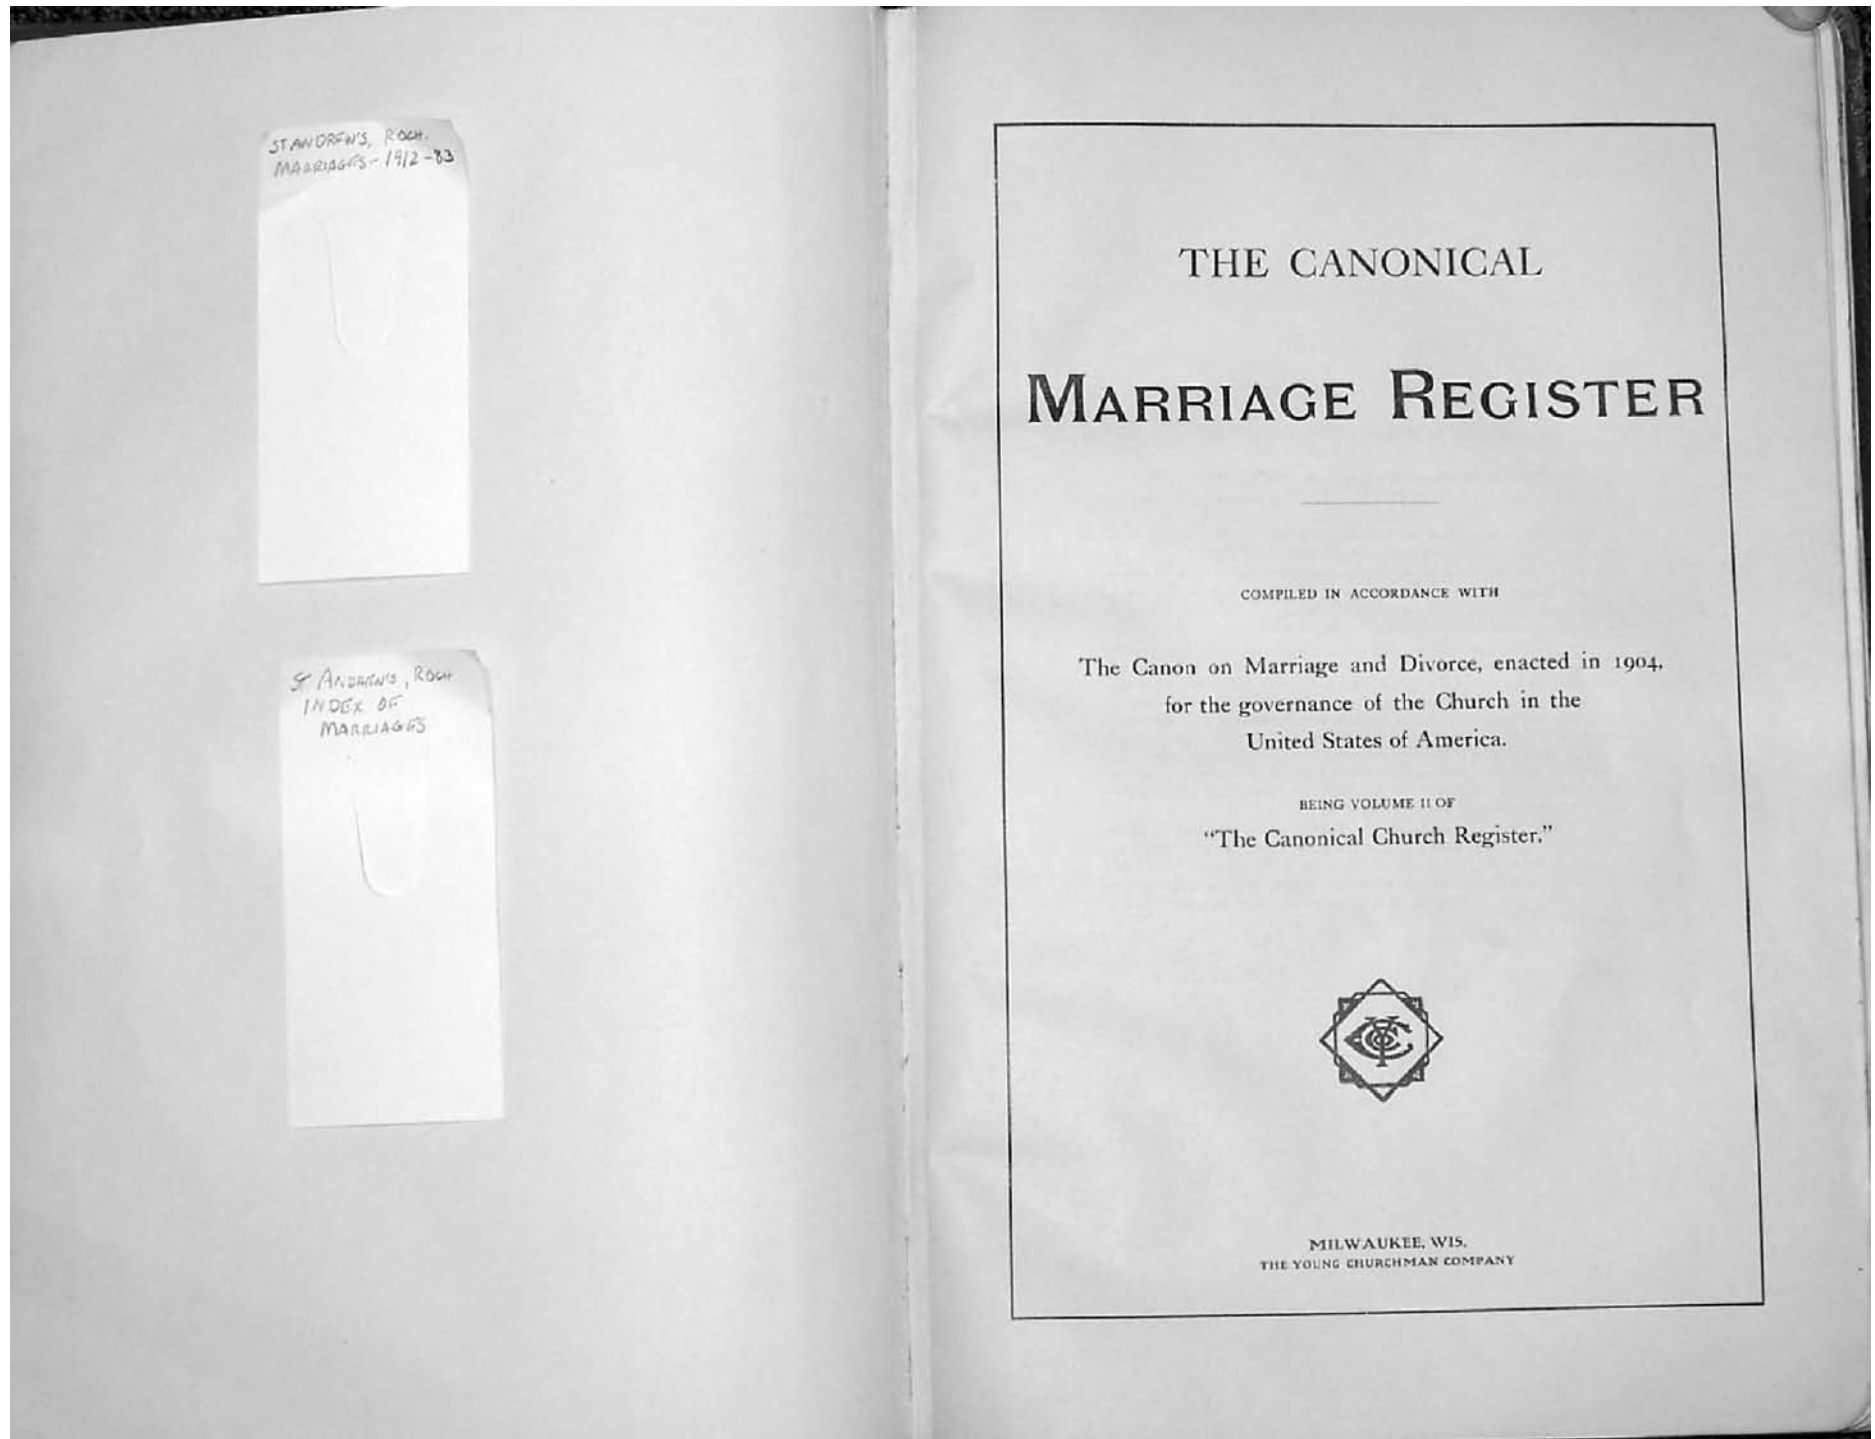 ST ANDREW'S, ROCH.
MARRIAGES - 1912-83
St ANDREW'S, ROCH
INDEX OF
MARRIAGES
THE CANONICAL
MARRIAGE REGISTER
COMPILED IN ACCORDANCE WITH
The Canon on Marriage and Divorce, enacted in 1904,
for the governance of the Church in the
United States of America.
BEING VOLUME II OF
"The Canonical Church Register."
MILWAUKEE, WIS.
THE YOUNG CHURCHMAN COMPANY